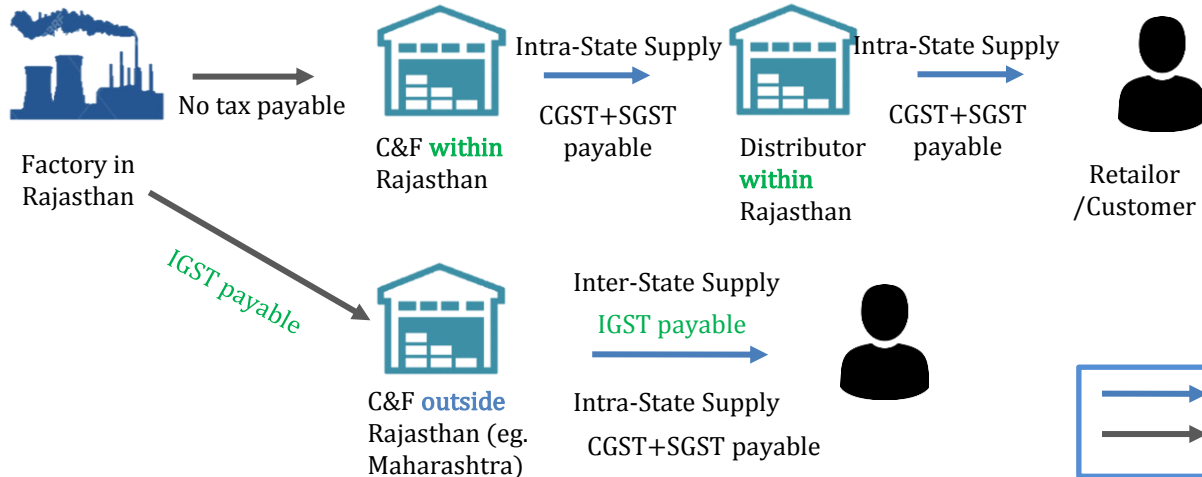 Intra-State Supply
Intra-State Supply
No tax payable
CGST+SGST
payable
CGST+SGST
payable
C&F within
Rajasthan
Distributor
within
Rajasthan
Factory in
Rajasthan
Retailor
/Customer
IGST payable
Inter-State Supply
IGST payable
C&F outside
Rajasthan (eg.
Maharashtra)
Intra-State Supply
CGST+SGST payable